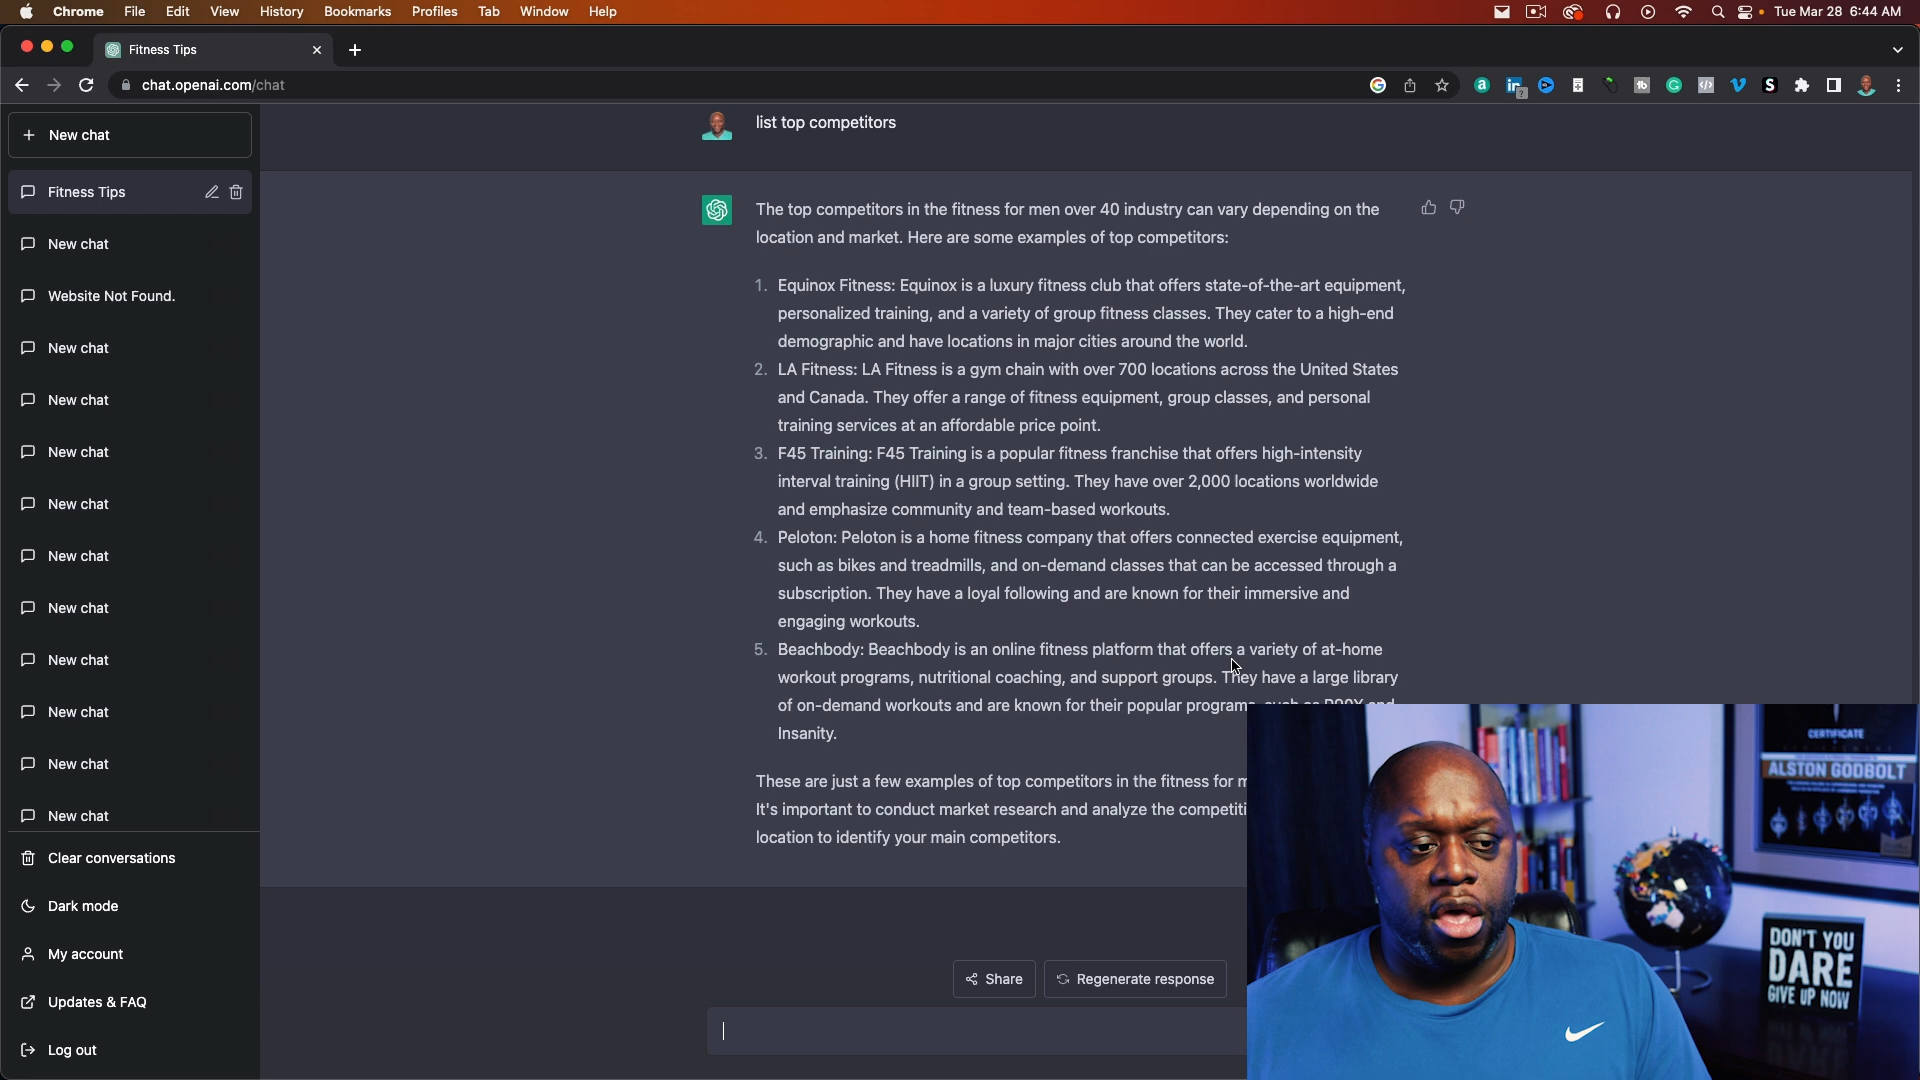 Chrome File Edit View History Bookmarks Profiles Tab Window Help
Tue Mar 28 6:44 AM
Fitness Tips
chat.openai.com/chat
New chat
Fitness Tips
New chat
Website Not Found.
New chat
New chat
New chat
New chat
New chat
New chat
New chat
New chat
New chat
New chat
Clear conversations
Dark mode
My account
Updates & FAQ
Log out
list top competitors
The top competitors in the fitness for men over 40 industry can vary depending on the
location and market. Here are some examples of top competitors:
1. Equinox Fitness: Equinox is a luxury fitness club that offers state-of-the-art equipment,
personalized training, and a variety of group fitness classes. They cater to a high-end
demographic and have locations in major cities around the world.
2. LA Fitness: LA Fitness is a gym chain with over 700 locations across the United States
and Canada. They offer a range of fitness equipment, group classes, and personal
training services at an affordable price point.
3. F45 Training: F45 Training is a popular fitness franchise that offers high-intensity
interval training (HIIT) in a group setting. They have over 2,000 locations worldwide
and emphasize community and team-based workouts.
4. Peloton: Peloton is a home fitness company that offers connected exercise equipment,
such as bikes and treadmills, and on-demand classes that can be accessed through a
subscription. They have a loyal following and are known for their immersive and
engaging workouts.
5. Beachbody: Beachbody is an online fitness platform that offers a variety of at-home
workout programs, nutritional coaching, and support groups. They have a large library
of on-demand workouts and are known for their popular programs, such as P90X and
Insanity.
These are just a few examples of top competitors in the fitness for
It's important to conduct market research and analyze the
location to identify your main competitors.
Share
Regenerate response
CERTIFICATE
ALSTON GODBOLT
DON'T YOU
DARE
GIVE UP NOW